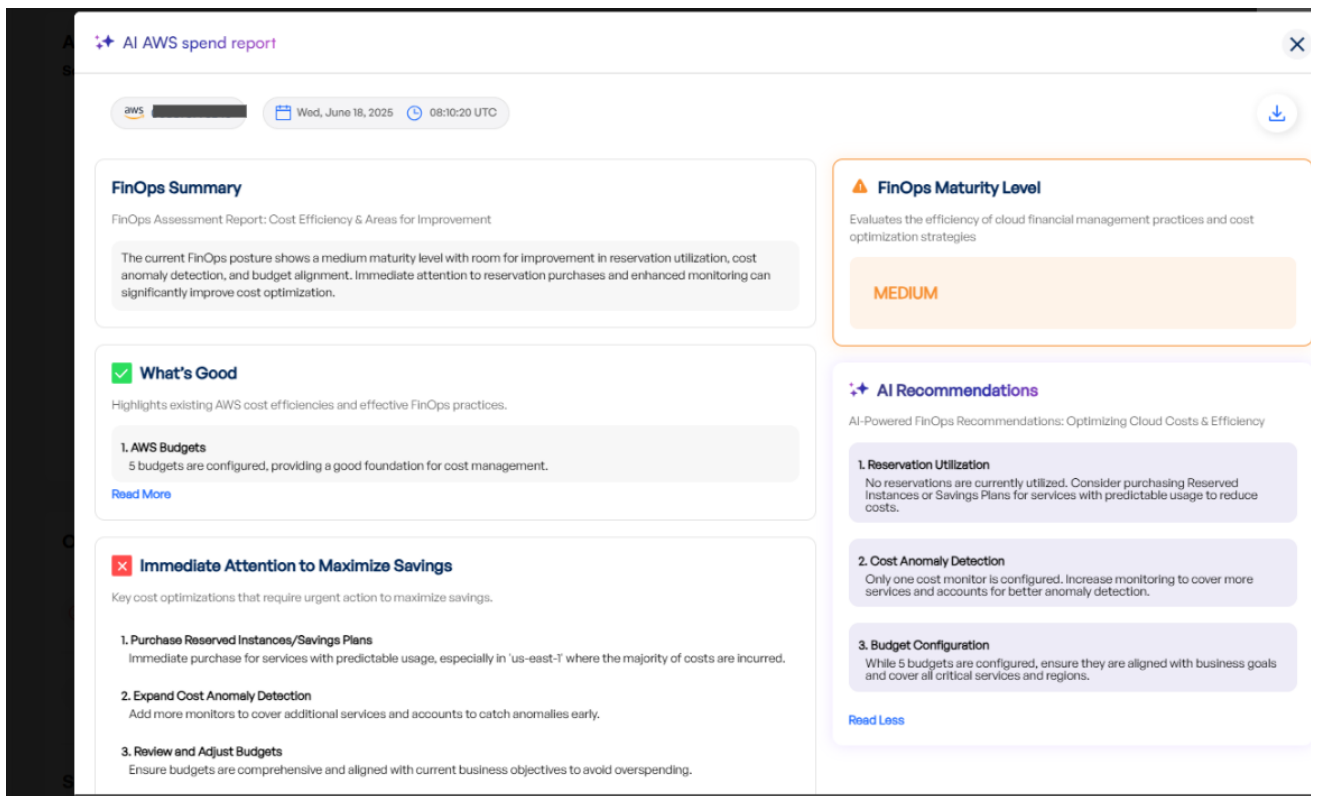 AI AWS spend report
aws
Wed, June 18, 2025 08:10:20 UTC
FinOps Summary
FinOps Assessment Report: Cost Efficiency & Areas for Improvement
The current FinOps posture shows a medium maturity level with room for improvement in reservation utilization, cost
anomaly detection, and budget alignment. Immediate attention to reservation purchases and enhanced monitoring can
significantly improve cost optimization.
What's Good
Highlights existing AWS cost efficiencies and effective FinOps practices.
1. AWS Budgets
5 budgets are configured, providing a good foundation for cost management.
Read More
Immediate Attention to Maximize Savings
Key cost optimizations that require urgent action to maximize savings.
1. Purchase Reserved Instances/Savings Plans
Immediate purchase for services with predictable usage, especially in 'us-east-1' where the majority of costs are incurred.
2. Expand Cost Anomaly Detection
Add more monitors to cover additional services and accounts to catch anomalies early.
3. Review and Adjust Budgets
Ensure budgets are comprehensive and aligned with current business objectives to avoid overspending.
FinOps Maturity Level
Evaluates the efficiency of cloud financial management practices and cost
optimization strategies
MEDIUM
AI Recommendations
AI-Powered FinOps Recommendations: Optimizing Cloud Costs & Efficiency
1. Reservation Utilization
No reservations are currently utilized. Consider purchasing Reserved
Instances or Savings Plans for services with predictable usage to reduce
costs.
2. Cost Anomaly Detection
Only one cost monitor is configured. Increase monitoring to cover more
services and accounts for better anomaly detection.
3. Budget Configuration
While 5 budgets are configured, ensure they are aligned with business goals
and cover all critical services and regions.
Read Less